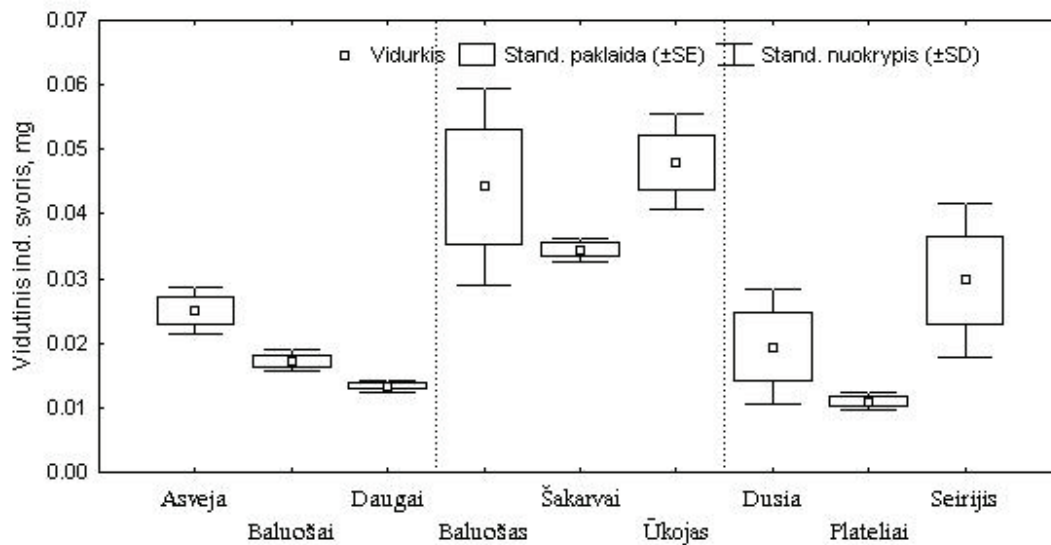 0.07
Vidurkis Stand. paklaida (±SE) Stand. nuokrypis (±SD)
0.06
0.05
0.04
0.03
0.02
0.01
0.00
Vidutinis ind. svoris, mg
Asveja Daugai Šakarvai Dusia Seirijis
Baluošai Baluošas Ūkojas Plateliai